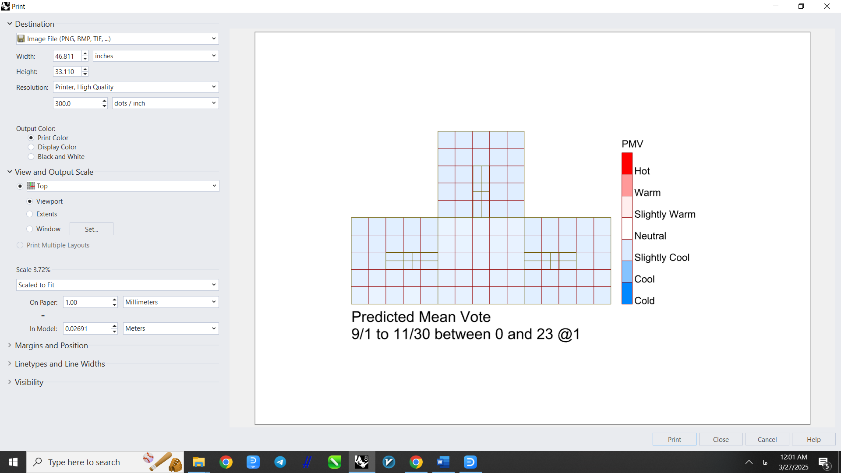 Print
Destination
Image File (PNG, BMP, TIF, ...)
Width: 46.811 inches
Height: 33.110
Resolution: Printer, High Quality
300.0 dots / inch
Output Color:
Print Color
Display Color
Black and White
View and Output Scale
Top
Viewport
Extents
Window Set...
Print Multiple Layouts
Scale 3.72%
Scaled to Fit
On Paper: 1.00 Millimeters
=
In Model: 0.02691 Meters
Margins and Position
Linetypes and Line Widths
Visibility
PMV
Hot
Warm
Slightly Warm
Neutral
Slightly Cool
Cool
Cold
Predicted Mean Vote
9/1 to 11/30 between 0 and 23 @1
Print Close Cancel Help
Type here to search
12:01 AM
3/27/2025